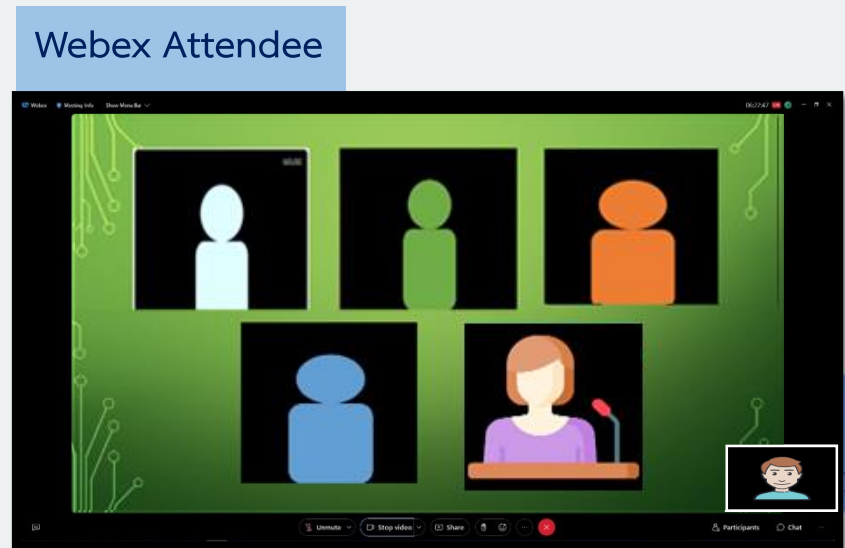 Webex Attendee
Webex Meeting Info Show Menu Bar
Unmute Stop video Share Participants Chat